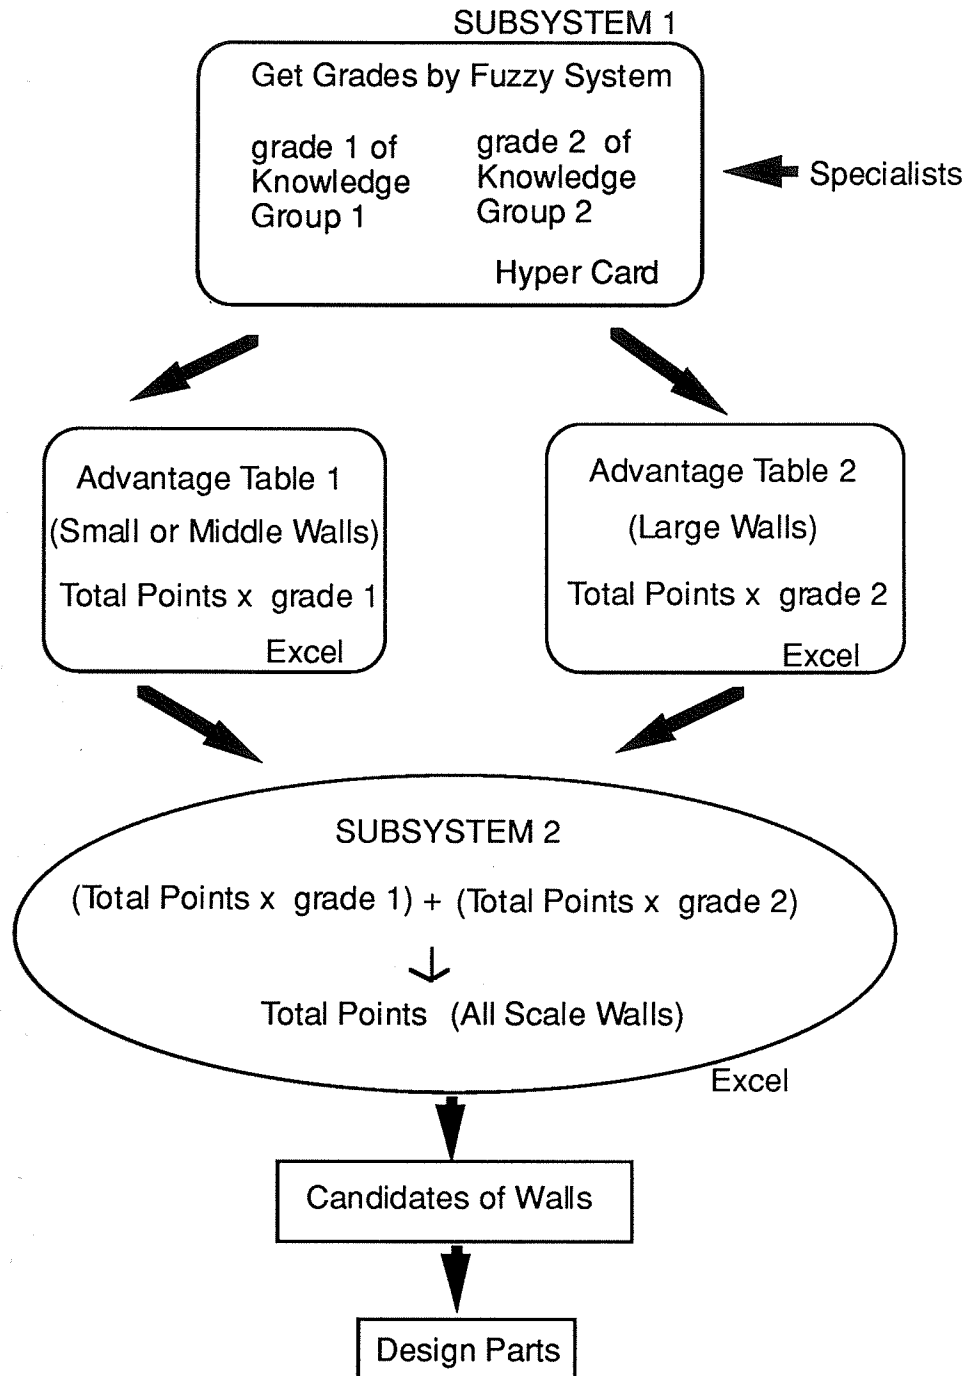 SUBSYSTEM 1
Get Grades by Fuzzy System
grade 1 of
Knowledge
Group 1
grade 2 of
Knowledge
Group 2
Hyper Card
Specialists
Advantage Table 1
(Small or Middle Walls)
Total Points x grade 1
Excel
Advantage Table 2
(Large Walls)
Total Points x grade 2
Excel
SUBSYSTEM 2
(Total Points x grade 1) + (Total Points x grade 2)
Total Points (All Scale Walls)
Excel
Candidates of Walls
Design Parts